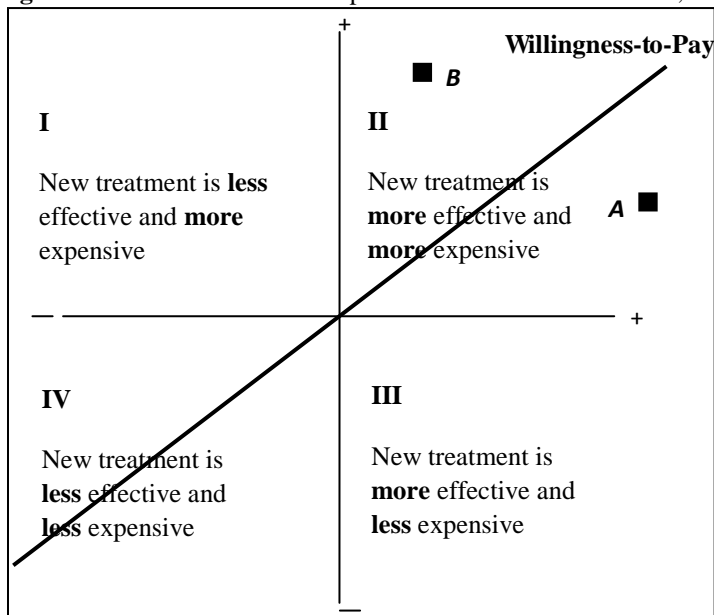 +
Willingness-to-Pay
B
I
II
New treatment is less
effective and more
expensive
New treatment is
more effective and
more expensive
A
—
+
IV
III
New treatment is
less effective and
less expensive
New treatment is
more effective and
less expensive
—